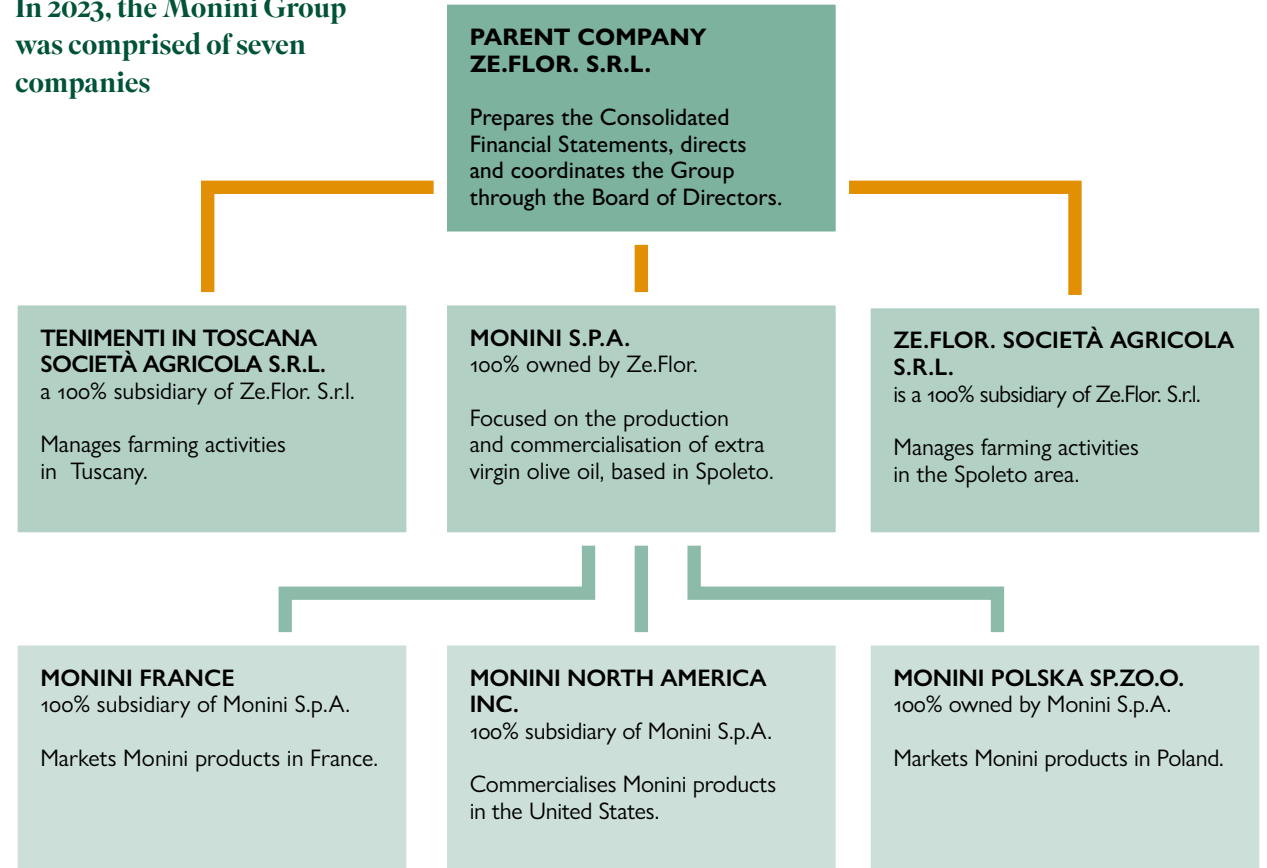 In 2023, the Monini Group
was comprised of seven
companies
PARENT COMPANY
ZE.FLOR. S.R.L.
Prepares the Consolidated
Financial Statements, directs
and coordinates the Group
through the Board of Directors.
TENIMENTI IN TOSCANA
SOCIETÀ AGRICOLA S.R.L.
a 100% subsidiary of Ze.Flor. S.r.l.
Manages farming activities
in Tuscany.
MONINI S.P.A.
100% owned by Ze.Flor.
Focused on the production
and commercialisation of extra
virgin olive oil, based in Spoleto.
ZE.FLOR. SOCIETÀ AGRICOLA
S.R.L.
is a 100% subsidiary of Ze.Flor. S.r.l.
Manages farming activities
in the Spoleto area.
MONINI FRANCE
100% subsidiary of Monini S.p.A.
Markets Monini products in France.
MONINI NORTH AMERICA
INC.
100% subsidiary of Monini S.p.A.
Commercialises Monini products
in the United States.
MONINI POLSKA SP.ZO.O.
100% owned by Monini S.p.A.
Markets Monini products in Poland.